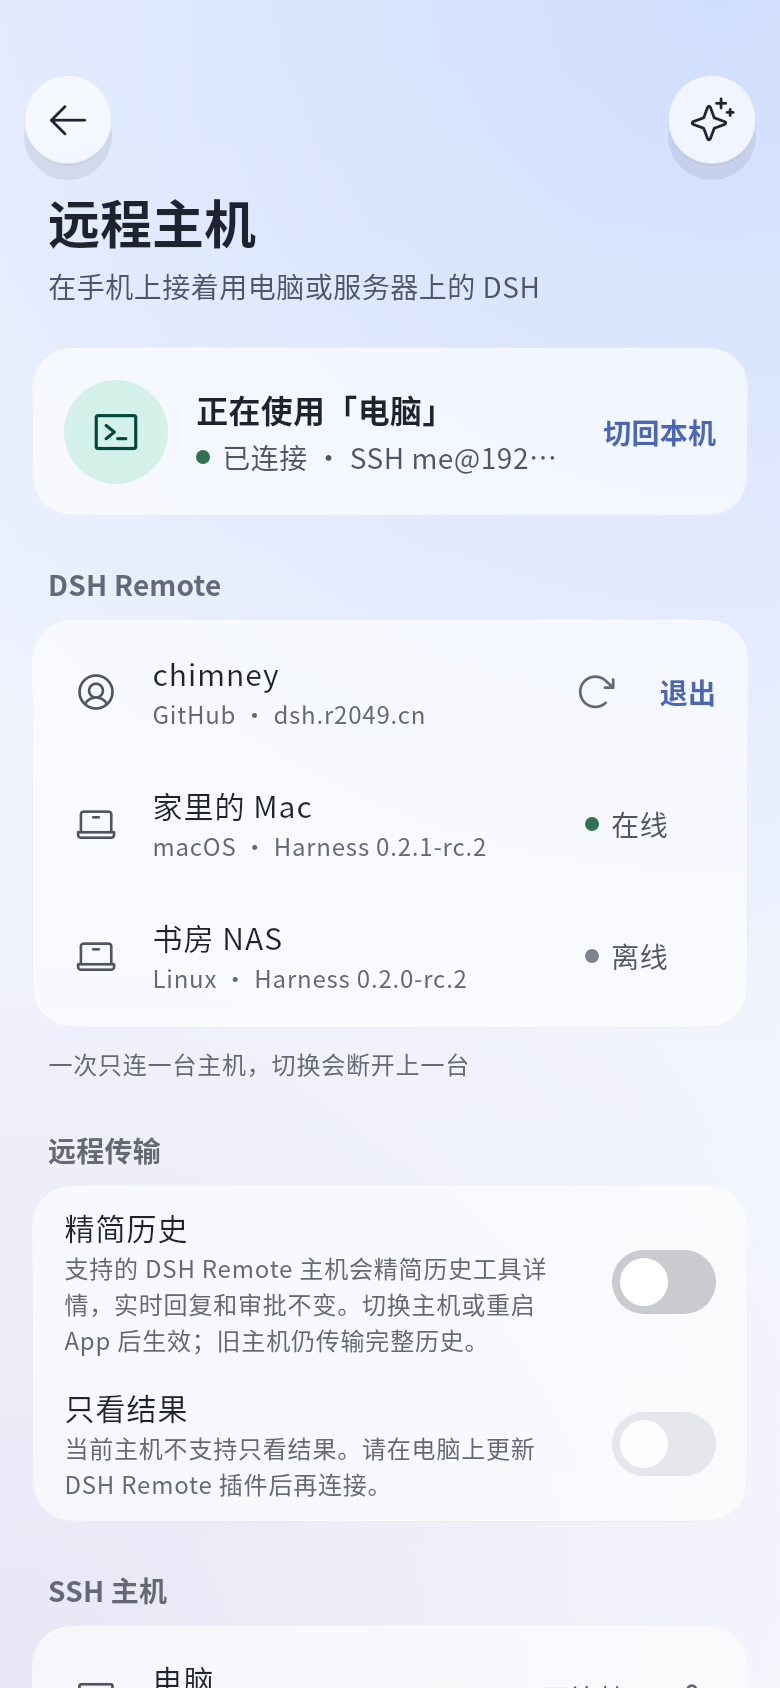 远程主机
在手机上接着用电脑或服务器上的 DSH
正在使用「电脑」
已连接 · SSH me@192…
切回本机
DSH Remote
chimney
GitHub · dsh.r2049.cn
退出
家里的 Mac
macOS · Harness 0.2.1-rc.2
在线
书房 NAS
Linux · Harness 0.2.0-rc.2
离线
一次只连一台主机，切换会断开上一台
远程传输
精简历史
支持的 DSH Remote 主机会精简历史工具详
情，实时回复和审批不变。切换主机或重启
App 后生效；旧主机仍传输完整历史。
只看结果
当前主机不支持只看结果。请在电脑上更新
DSH Remote 插件后再连接。
SSH 主机
电脑